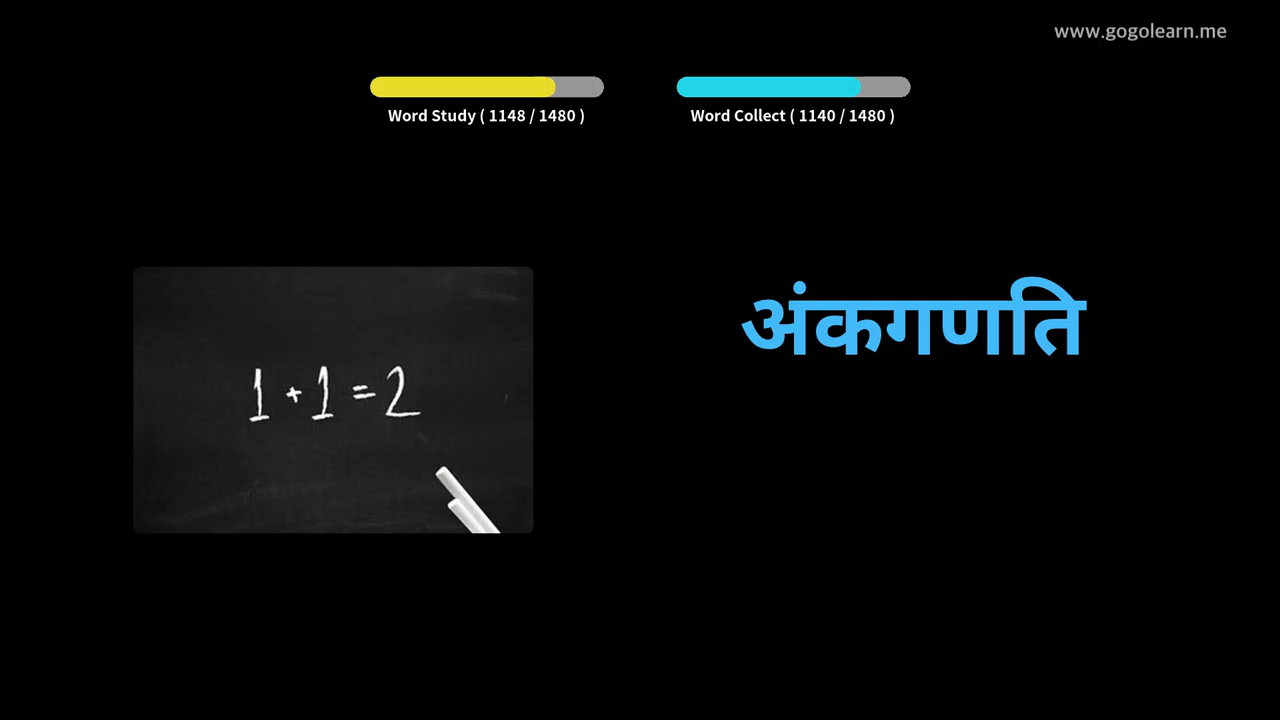 www.gogolearn.me
Word Study ( 1148 / 1480 )
Word Collect ( 1140 / 1480 )
अंकगणति
1 + 1 = 2